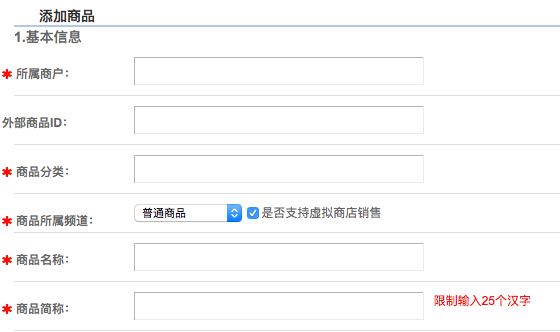 添加商品
1.基本信息
✱ 所属商户：
外部商品ID：
✱ 商品分类：
✱ 商品所属频道： 普通商品 是否支持虚拟商店销售
✱ 商品名称：
✱ 商品简称： 限制输入25个汉字